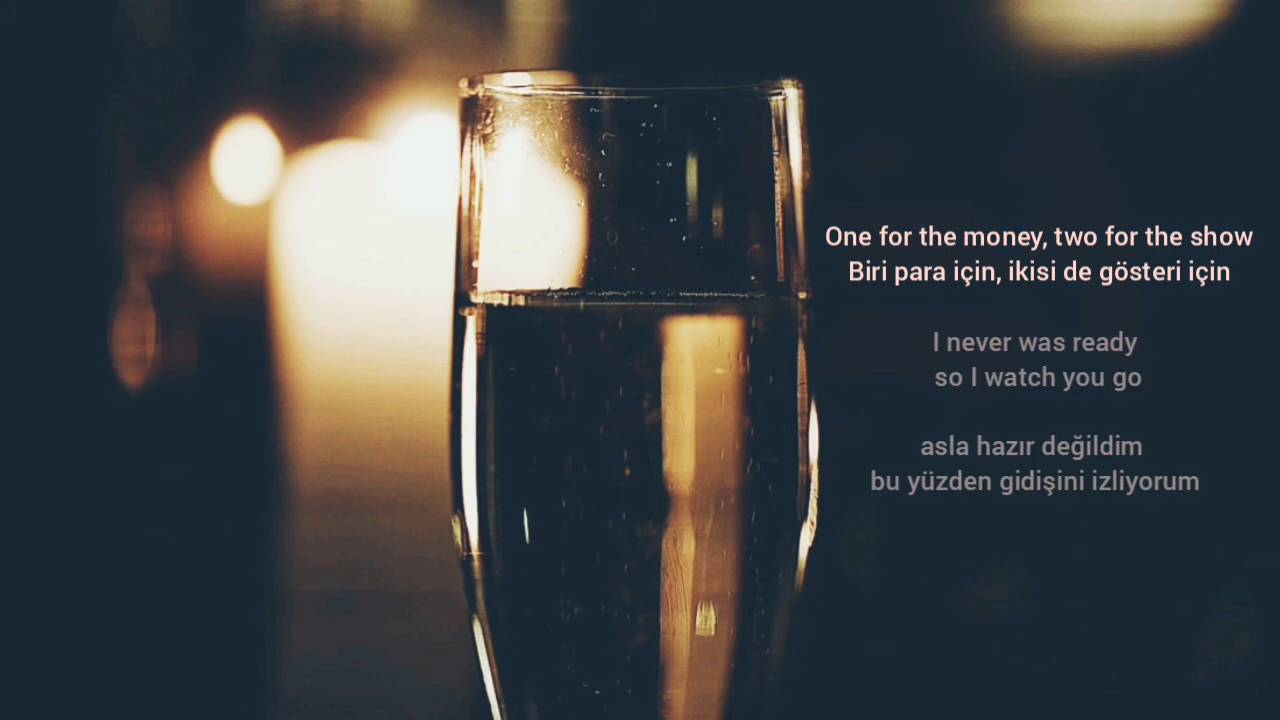 One for the money, two for the show
Biri para için, ikisi de gösteri için
I never was ready
so I watch you go
asla hazır değildim
bu yüzden gidişini izliyorum